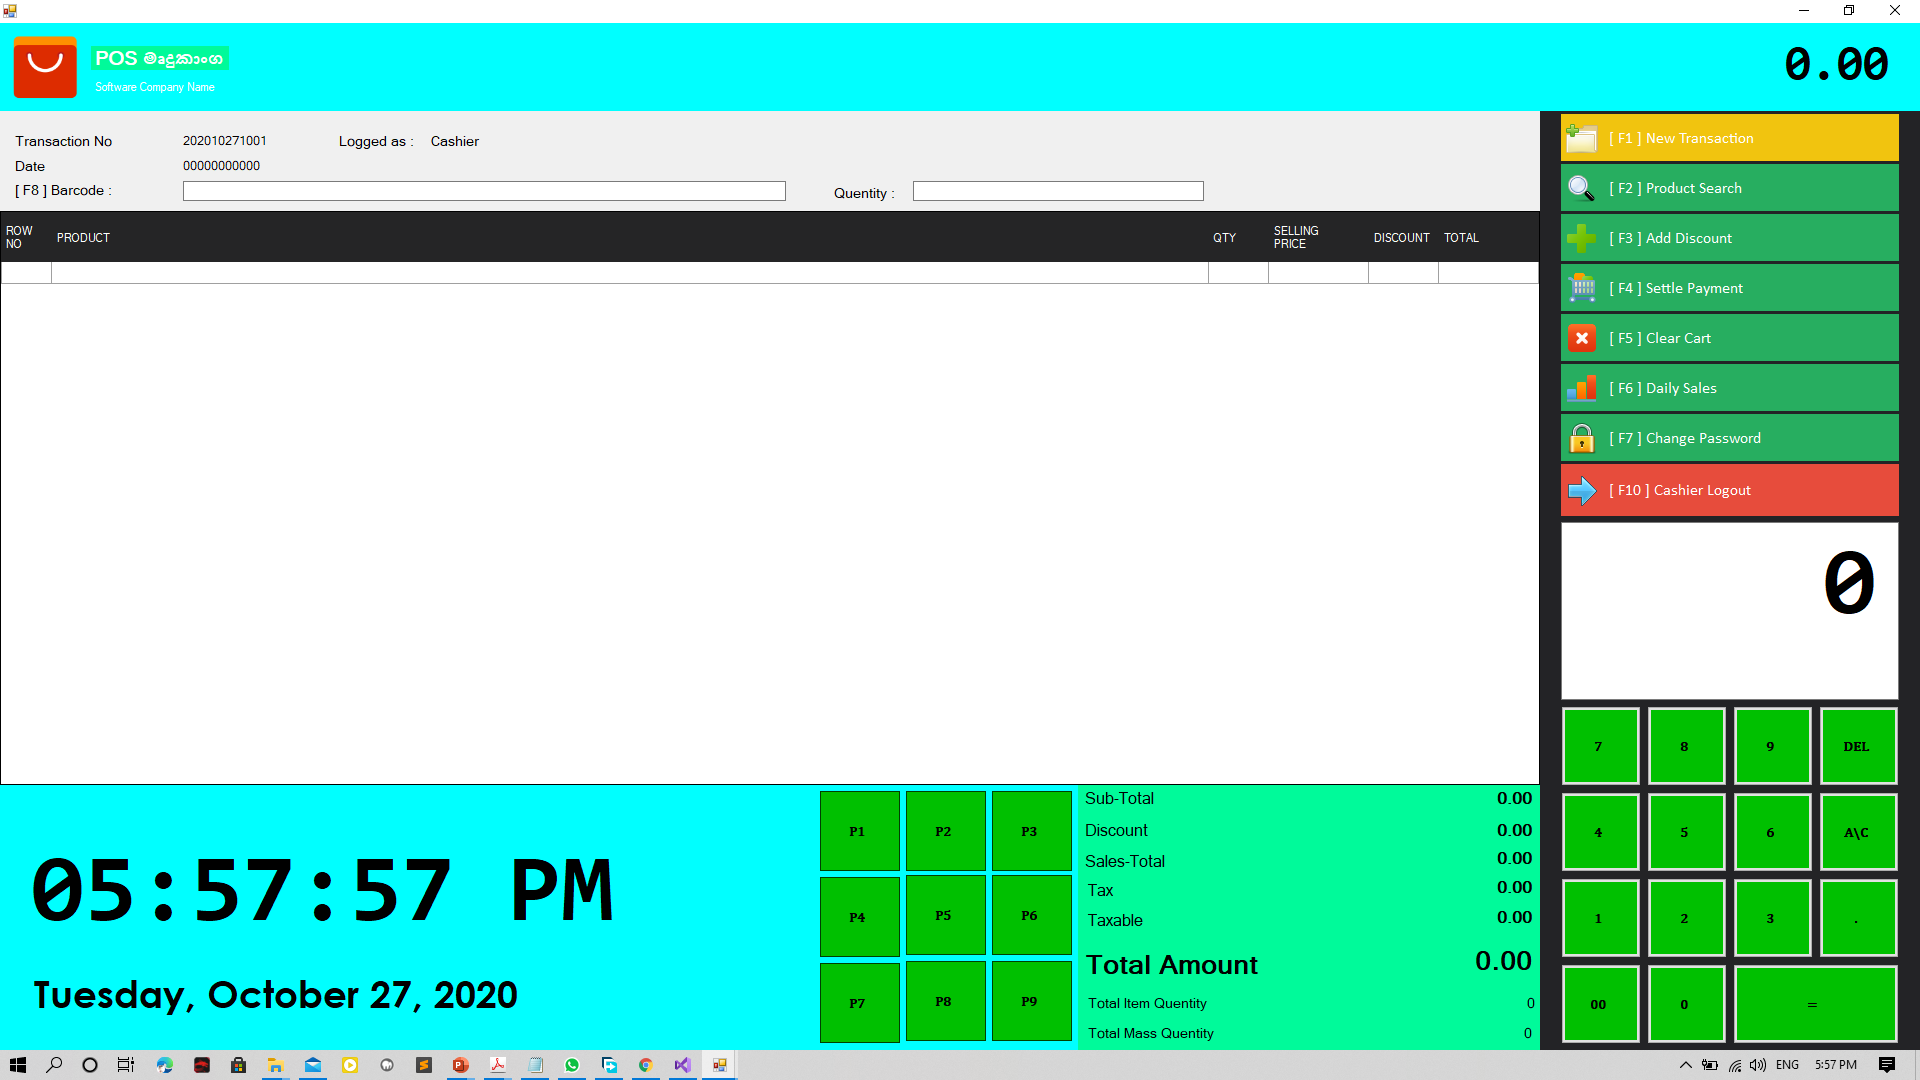 POS මෘදුකාංග
Software Company Name
0.00
Transaction No 202010271001 Logged as : Cashier
Date 00000000000
[ F8 ] Barcode : Quentity :
ROW NO PRODUCT QTY SELLING PRICE DISCOUNT TOTAL
[ F1 ] New Transaction
[ F2 ] Product Search
[ F3 ] Add Discount
[ F4 ] Settle Payment
[ F5 ] Clear Cart
[ F6 ] Daily Sales
[ F7 ] Change Password
[ F10 ] Cashier Logout
0
7 8 9 DEL
4 5 6 A\C
1 2 3 .
00 0 =
05:57:57 PM
Tuesday, October 27, 2020
P1 P2 P3
P4 P5 P6
P7 P8 P9
Sub-Total 0.00
Discount 0.00
Sales-Total 0.00
Tax 0.00
Taxable 0.00
Total Amount 0.00
Total Item Quentity 0
Total Mass Quentity 0
ENG 5:57 PM